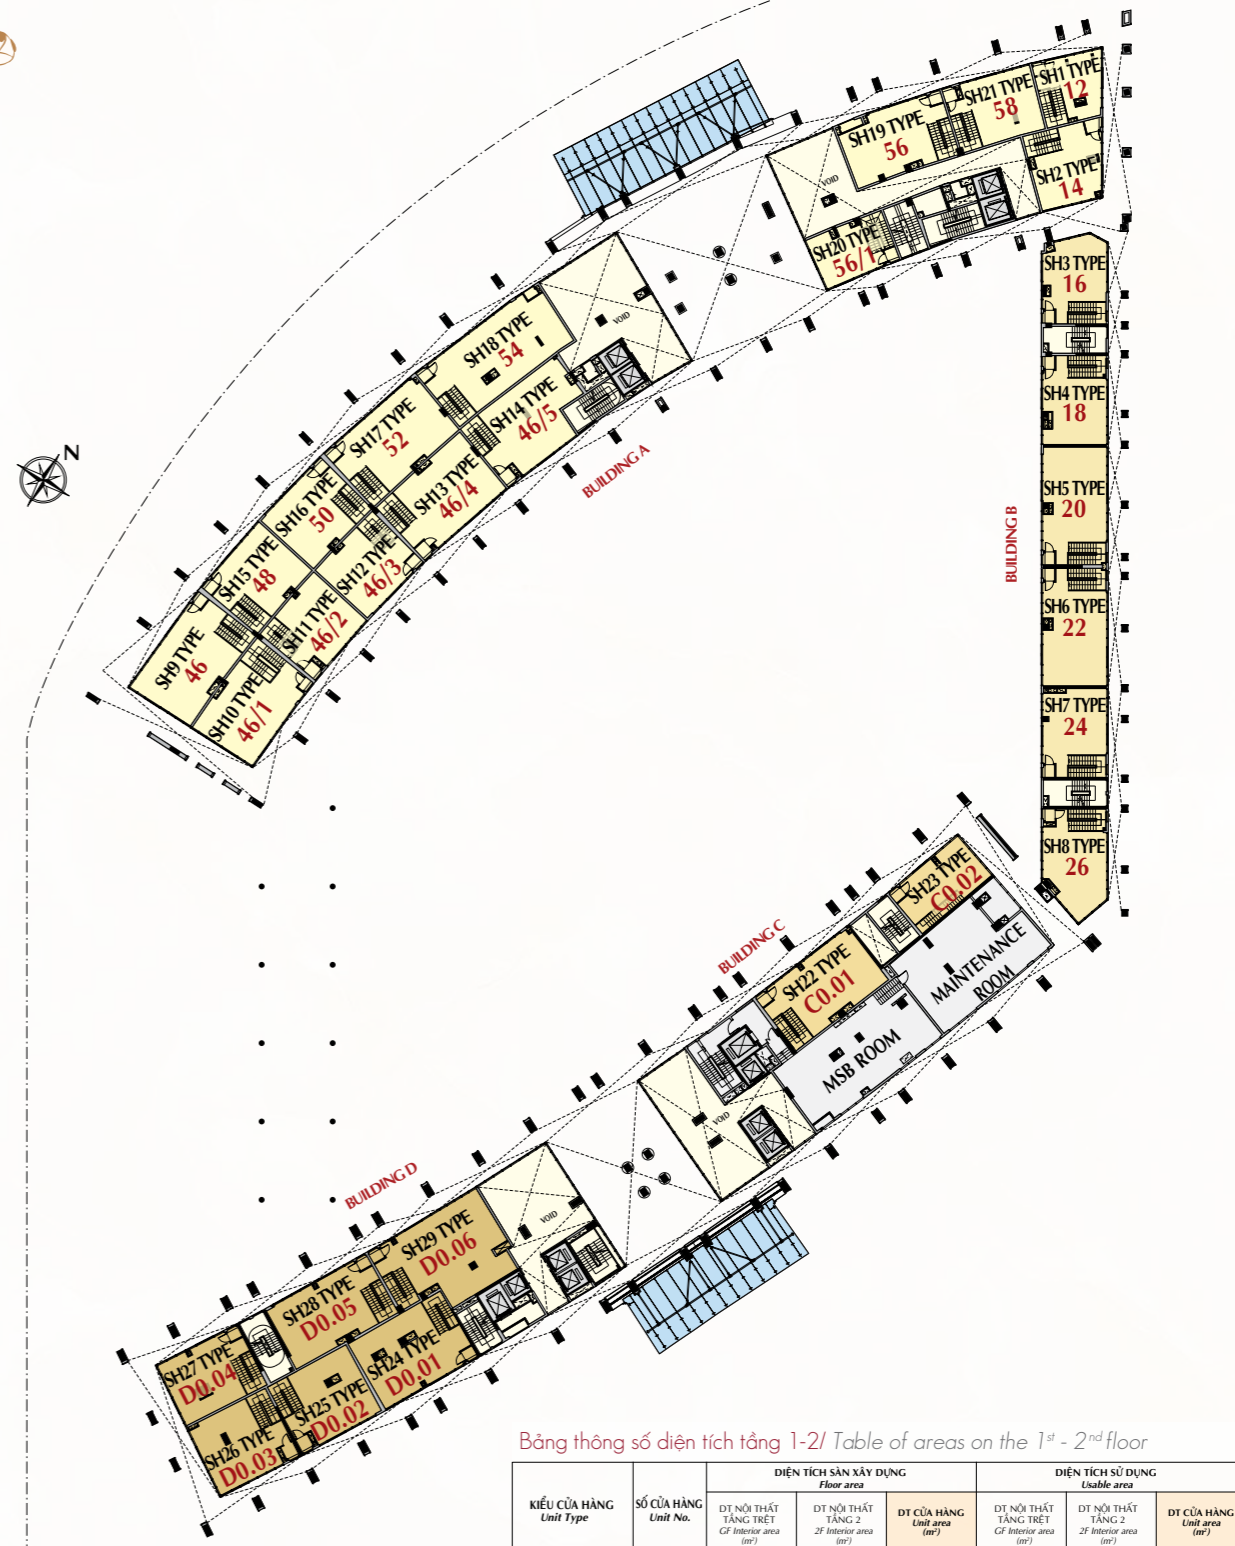 SH1 TYPE
12
SH21 TYPE
58
SH19 TYPE
56
SH2 TYPE
14
VOID
SH20 TYPE
56/1
SH3 TYPE
16
SH4 TYPE
18
SH5 TYPE
20
SH6 TYPE
22
SH7 TYPE
24
SH8 TYPE
26
BUILDING B
VOID
SH18 TYPE
54
SH14 TYPE
46/5
SH17 TYPE
52
SH13 TYPE
46/4
BUILDING A
N
SH16 TYPE
50
SH12 TYPE
46/3
SH15 TYPE
48
SH11 TYPE
46/2
SH9 TYPE
46
SH10 TYPE
46/1
SH23 TYPE
C0.02
BUILDING C
SH22 TYPE
C0.01
MAINTENANCE
ROOM
MSB ROOM
VOID
BUILDING D
VOID
SH29 TYPE
D0.06
SH28 TYPE
D0.05
SH24 TYPE
D0.01
SH27 TYPE
D0.04
SH25 TYPE
D0.02
SH26 TYPE
D0.03
Bảng thông số diện tích tầng 1-2/ Table of areas on the 1st - 2nd floor
KIỂU CỬA HÀNG
Unit Type
SỐ CỬA HÀNG
Unit No.
DIỆN TÍCH SÀN XÂY DỰNG
Floor area
DT NỘI THẤT
TẦNG TRỆT
GF Interior area
(m²)
DT NỘI THẤT
TẦNG 2
2F Interior area
(m²)
DT CỬA HÀNG
Unit area
(m²)
DIỆN TÍCH SỬ DỤNG
Usable area
DT NỘI THẤT
TẦNG TRỆT
GF Interior area
(m²)
DT NỘI THẤT
TẦNG 2
2F Interior area
(m²)
DT CỬA HÀNG
Unit area
(m²)